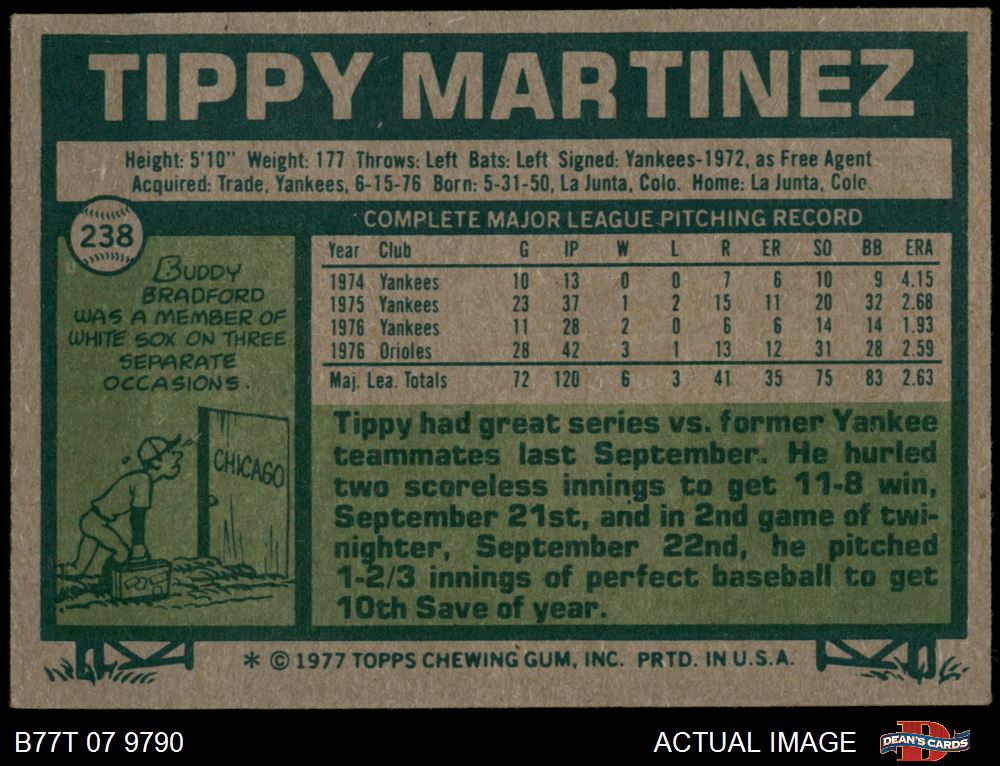 TIPPY MARTINEZ
Height: 5'10" Weight: 177 Throws: Left Bats: Left Signed: Yankees-1972, as Free Agent
Acquired: Trade, Yankees, 6-15-76 Born: 5-31-50, La Junta, Colo. Home: La Junta, Colo.
238
BUDDY
BRADFORD
WAS A MEMBER OF
WHITE SOX ON THREE
SEPARATE
OCCASIONS.
CHICAGO
COMPLETE MAJOR LEAGUE PITCHING RECORD
Year Club G IP W L R ER SO BB ERA
1974 Yankees 10 13 0 0 7 6 10 9 4.15
1975 Yankees 23 37 1 2 15 11 20 32 2.68
1976 Yankees 11 28 2 0 6 6 14 14 1.93
1976 Orioles 28 42 3 1 13 12 31 28 2.59
Maj. Lea. Totals 72 120 6 3 41 35 75 83 2.63
Tippy had great series vs. former Yankee
teammates last September. He hurled
two scoreless innings to get 11-8 win,
September 21st, and in 2nd game of twi-
nighter, September 22nd, he pitched
1-2/3 innings of perfect baseball to get
10th Save of year.
* © 1977 TOPPS CHEWING GUM, INC. PRTD. IN U.S.A.
B77T 07 9790
ACTUAL IMAGE
D
DEAN'S CARDS